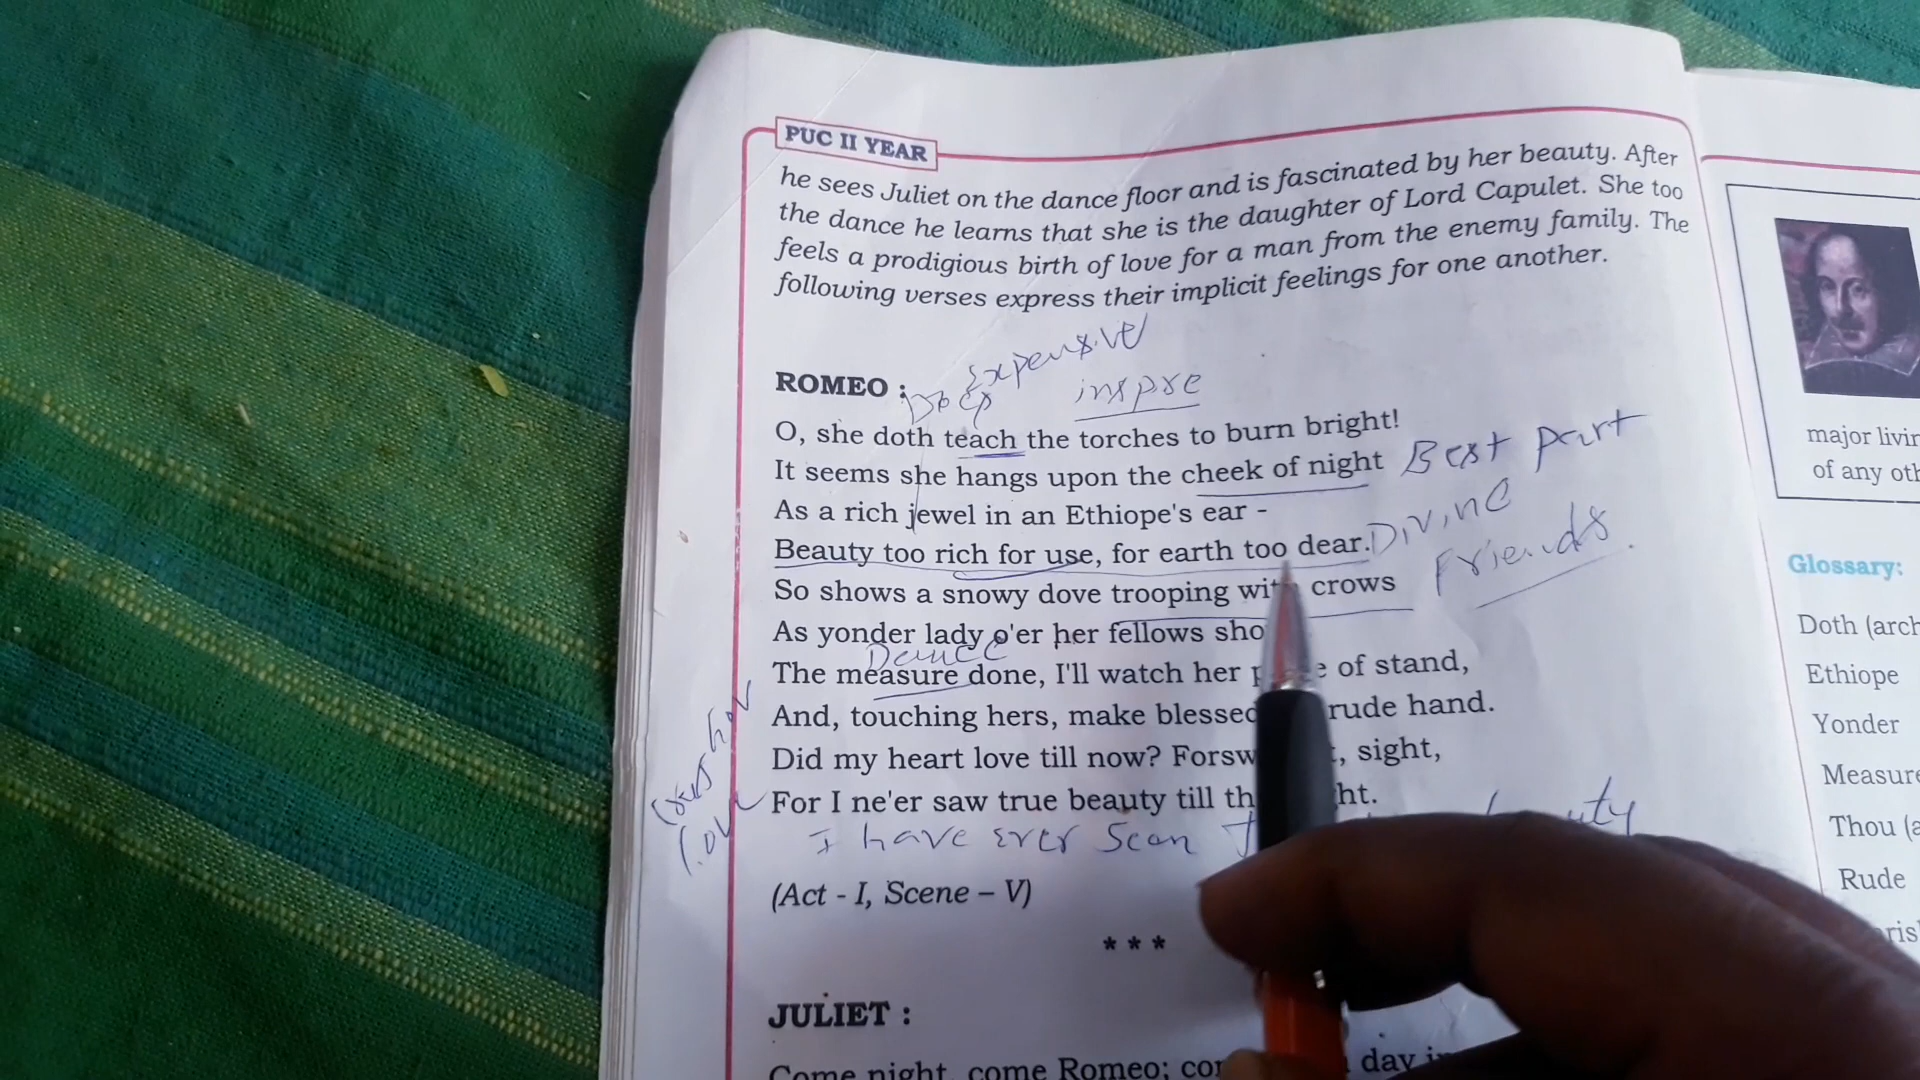 PUC II YEAR
he sees Juliet on the dance floor and is fascinated by her beauty. After
the dance he learns that she is the daughter of Lord Capulet. She too
feels a prodigious birth of love for a man from the enemy family. The
following verses express their implicit feelings for one another.
Expensive
ROMEO :
inspre
O, she doth teach the torches to burn bright!
It seems she hangs upon the cheek of night Best part
As a rich jewel in an Ethiope's ear -
Beauty too rich for use, for earth too dear. Divine
So shows a snowy dove trooping with crows Friends
As yonder lady o'er her fellows sho
Dance
The measure done, I'll watch her of stand,
And, touching hers, make blessed rude hand.
Did my heart love till now? Forsw sight,
For I ne'er saw true beauty till th ht.
I have ever seen
(Act - I, Scene – V)
***
JULIET :
Come night, come Romeo; day
major livin
of any oth
Glossary:
Doth (arch
Ethiope
Yonder
Measure
Thou (a
Rude